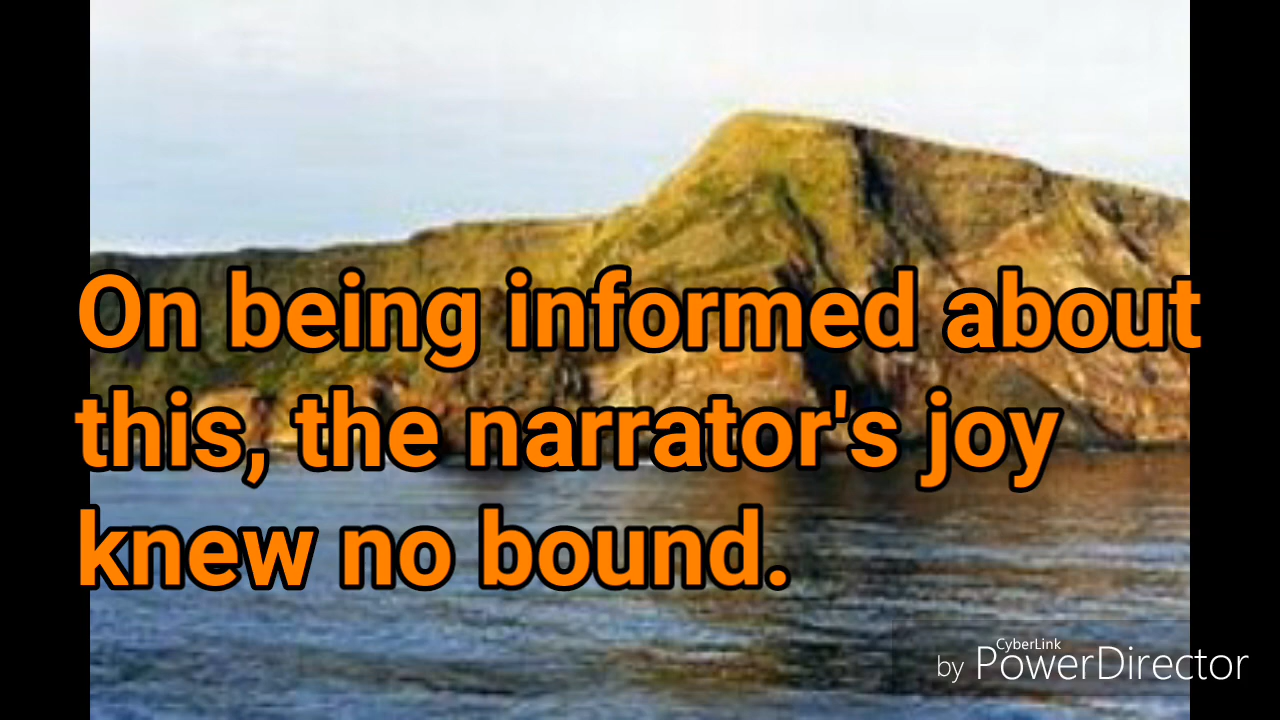 On being informed about
this, the narrator's joy
knew no bound.
CyberLink
by PowerDirector